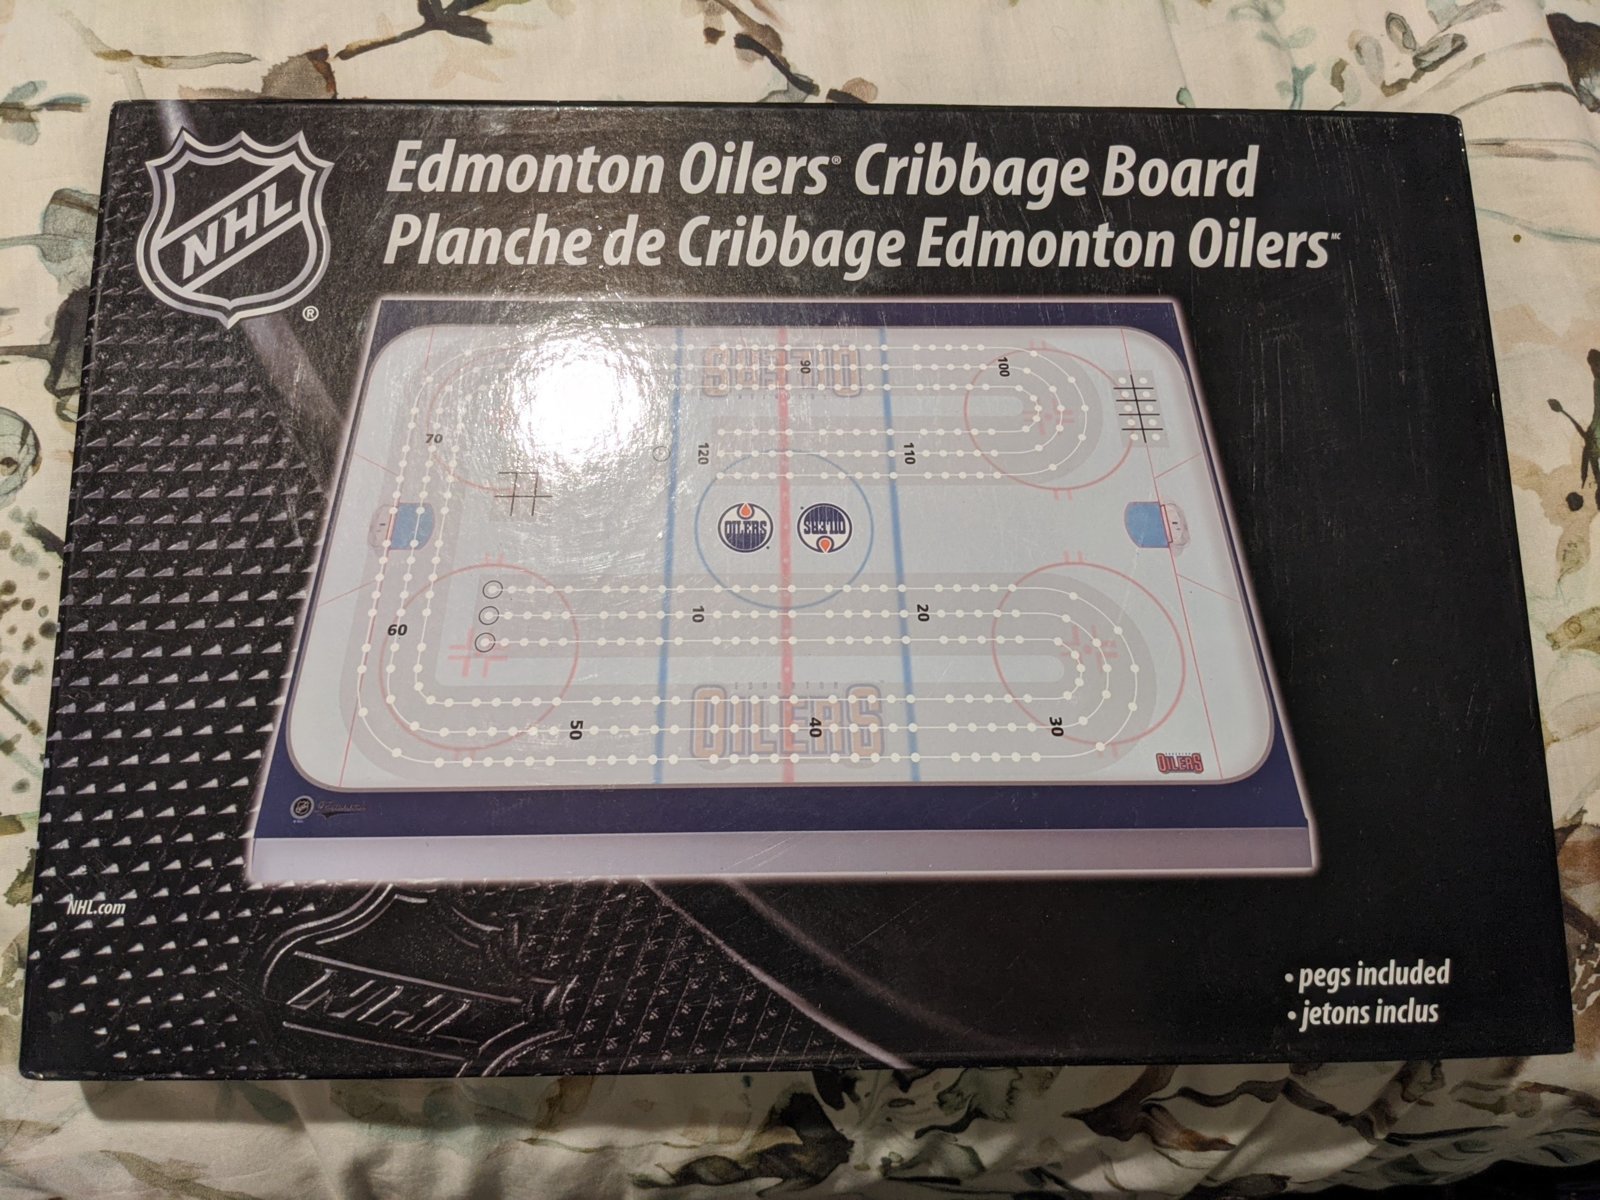 NHL
®
Edmonton Oilers® Cribbage Board
Planche de Cribbage Edmonton Oilers MC
OILERS
90
100
70
120
110
OILERS
OILERS
10
20
60
50
OILERS
40
30
OILERS
NHL.com
NHL
• pegs included
• jetons inclus